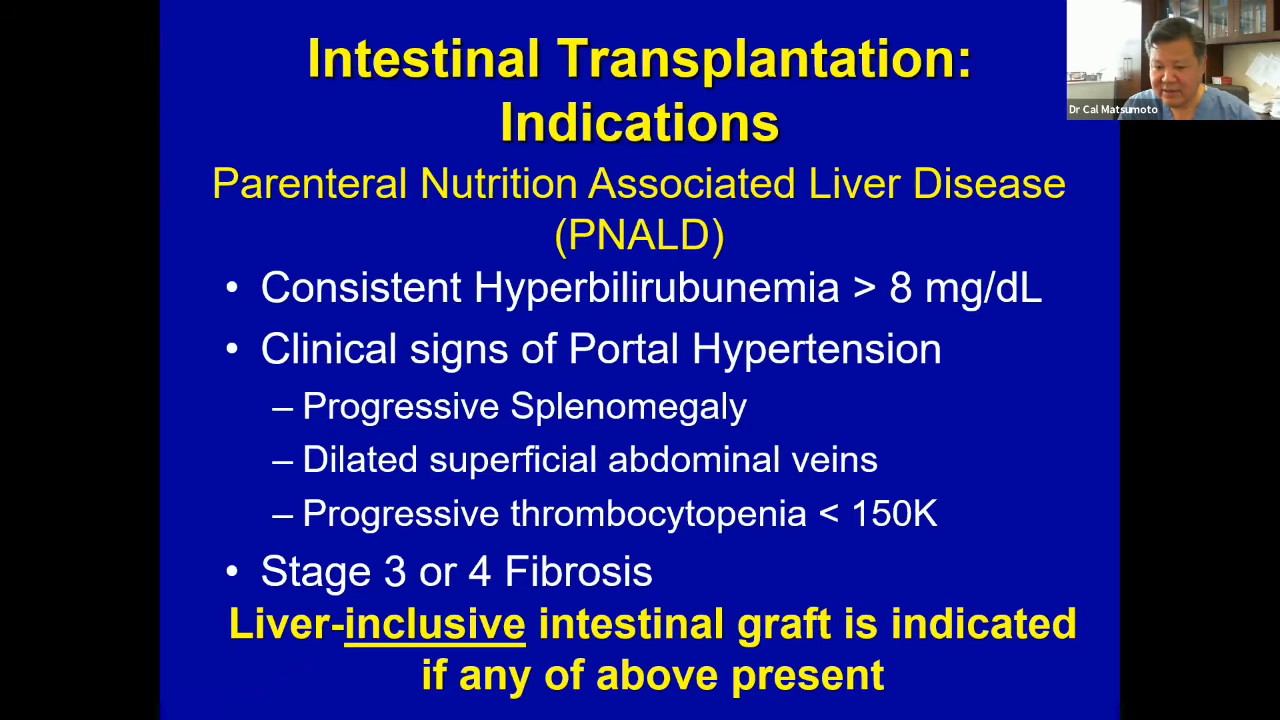 Intestinal Transplantation:
Indications
Dr Cal Matsumoto
Parenteral Nutrition Associated Liver Disease
(PNALD)
• Consistent Hyperbilirubunemia > 8 mg/dL
• Clinical signs of Portal Hypertension
– Progressive Splenomegaly
– Dilated superficial abdominal veins
– Progressive thrombocytopenia < 150K
• Stage 3 or 4 Fibrosis
Liver-inclusive intestinal graft is indicated
if any of above present